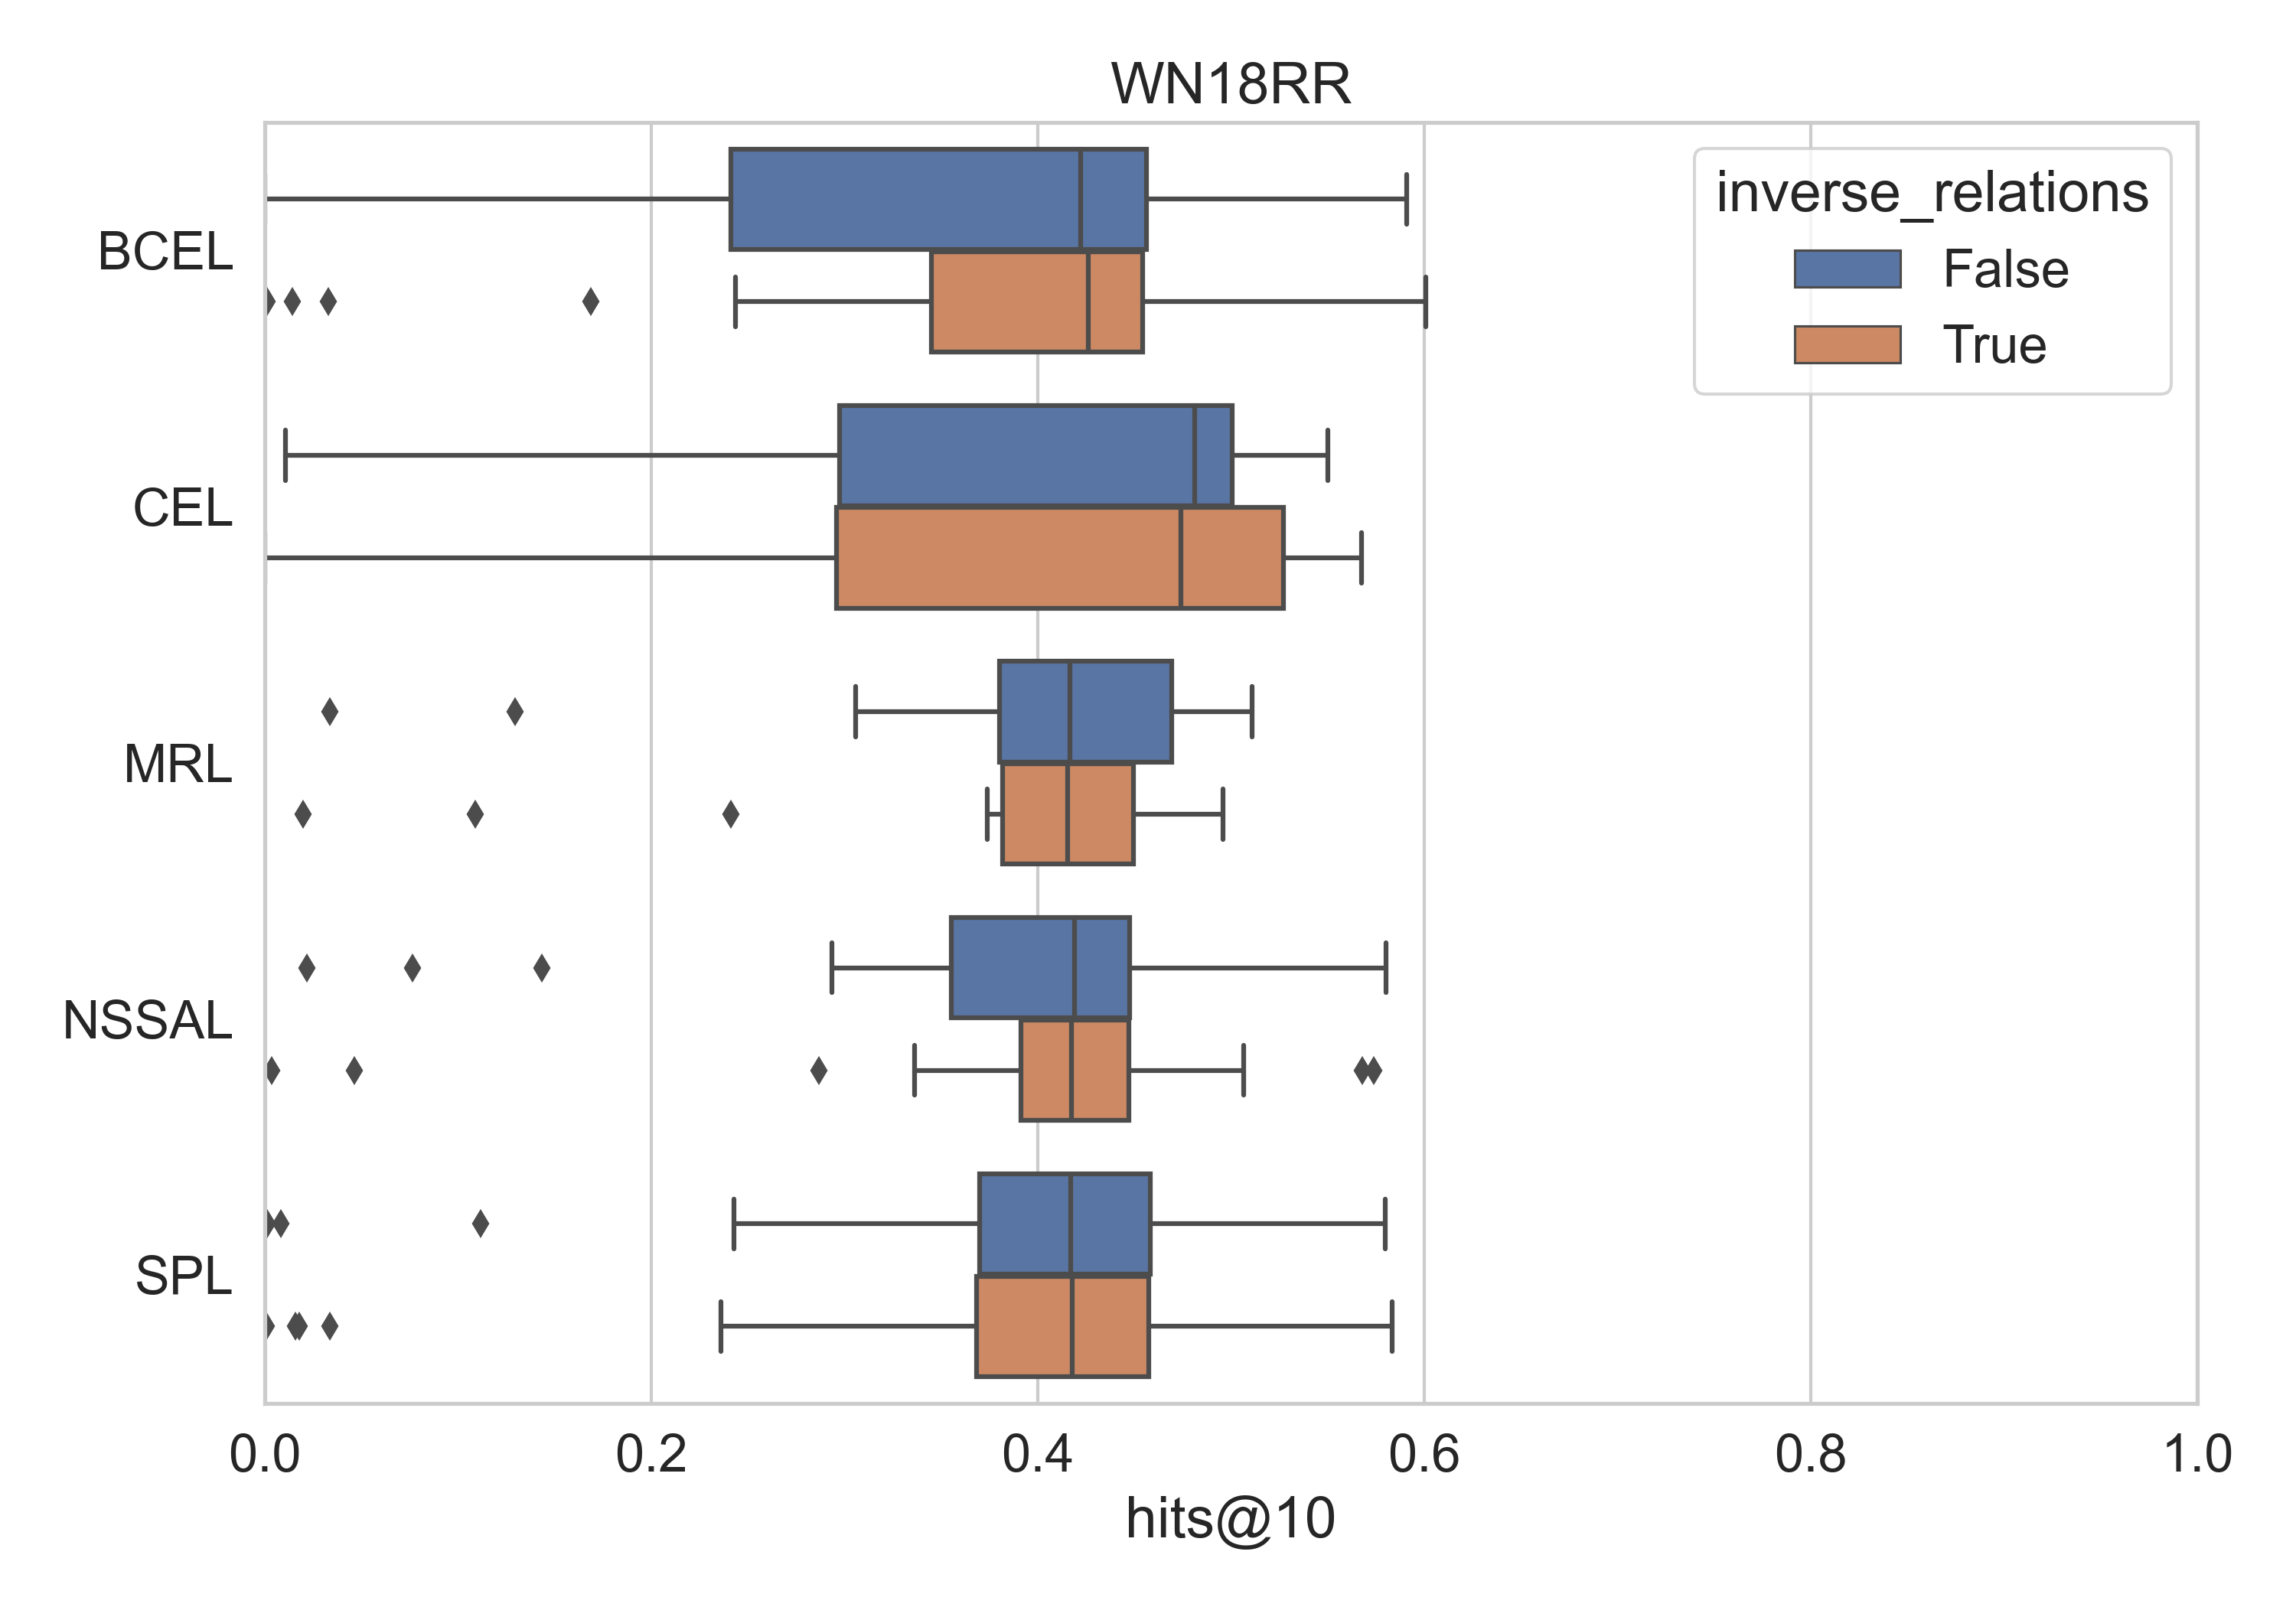 WN18RR
inverse_relations
False
True
BCEL
CEL
MRL
NSSAL
SPL
0.0 0.2 0.4 0.6 0.8 1.0
hits@10